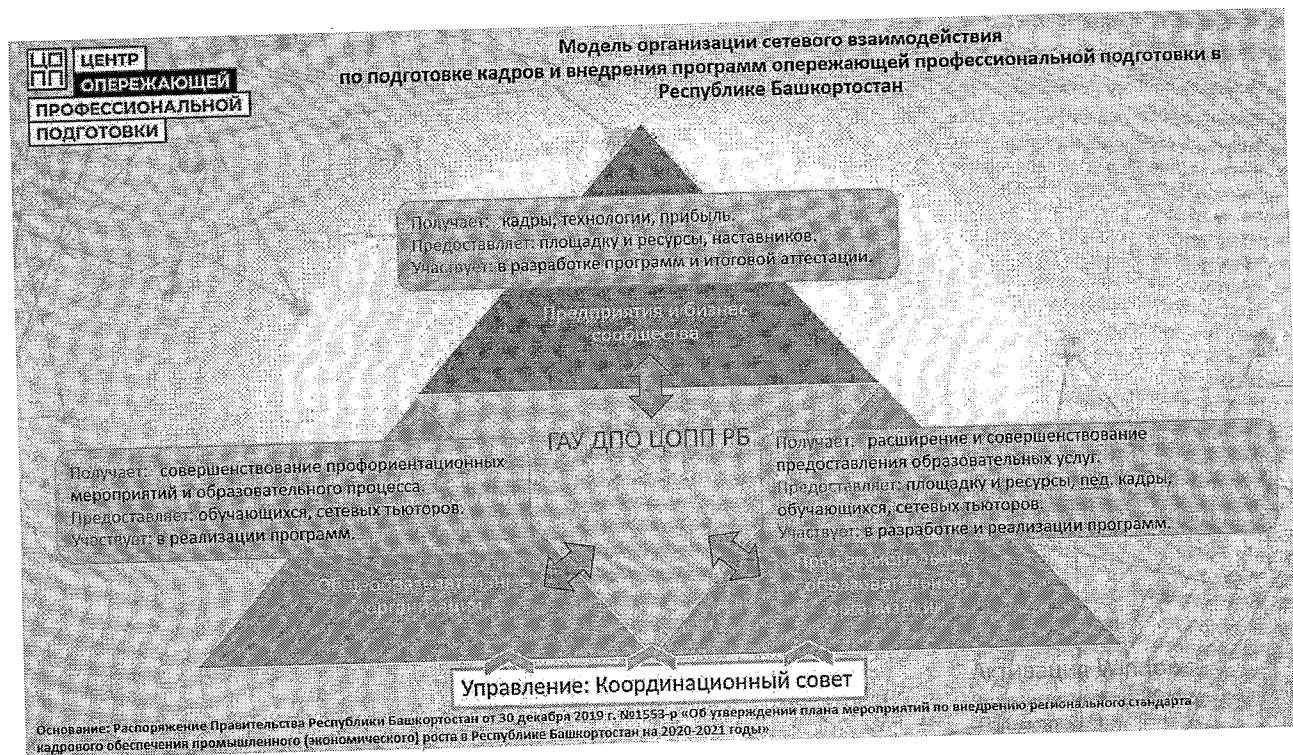 ЦО
ПП
ЦЕНТР
ОПЕРЕЖАЮЩЕЙ
ПРОФЕССИОНАЛЬНОЙ
ПОДГОТОВКИ
Модель организации сетевого взаимодействия
по подготовке кадров и внедрения программ опережающей профессиональной подготовки в
Республике Башкортостан
Получает: кадры, технологии, прибыль.
Предоставляет: площадку и ресурсы, наставников.
Участвует: в разработке программ и итоговой аттестации.
Предприятия и бизнес
сообщества
ГАУ ДПО ЦОПП РБ
Получает: совершенствование профориентационных
мероприятий и образовательного процесса.
Предоставляет: обучающихся, сетевых тьюторов.
Участвует: в реализации программ.
Общеобразовательные
организации
Получает: расширение и совершенствование
предоставления образовательных услуг.
Предоставляет: площадку и ресурсы, пед. кадры,
обучающихся, сетевых тьюторов.
Участвует: в разработке и реализации программ.
Профессиональные
образовательные
организации
Управление: Координационный совет
Активация Windows
Основание: Распоряжение Правительства Республики Башкортостан от 30 декабря 2019 г. №1553-р «Об утверждении плана мероприятий по внедрению регионального стандарта
кадрового обеспечения промышленного (экономического) роста в Республике Башкортостан на 2020-2021 годы»